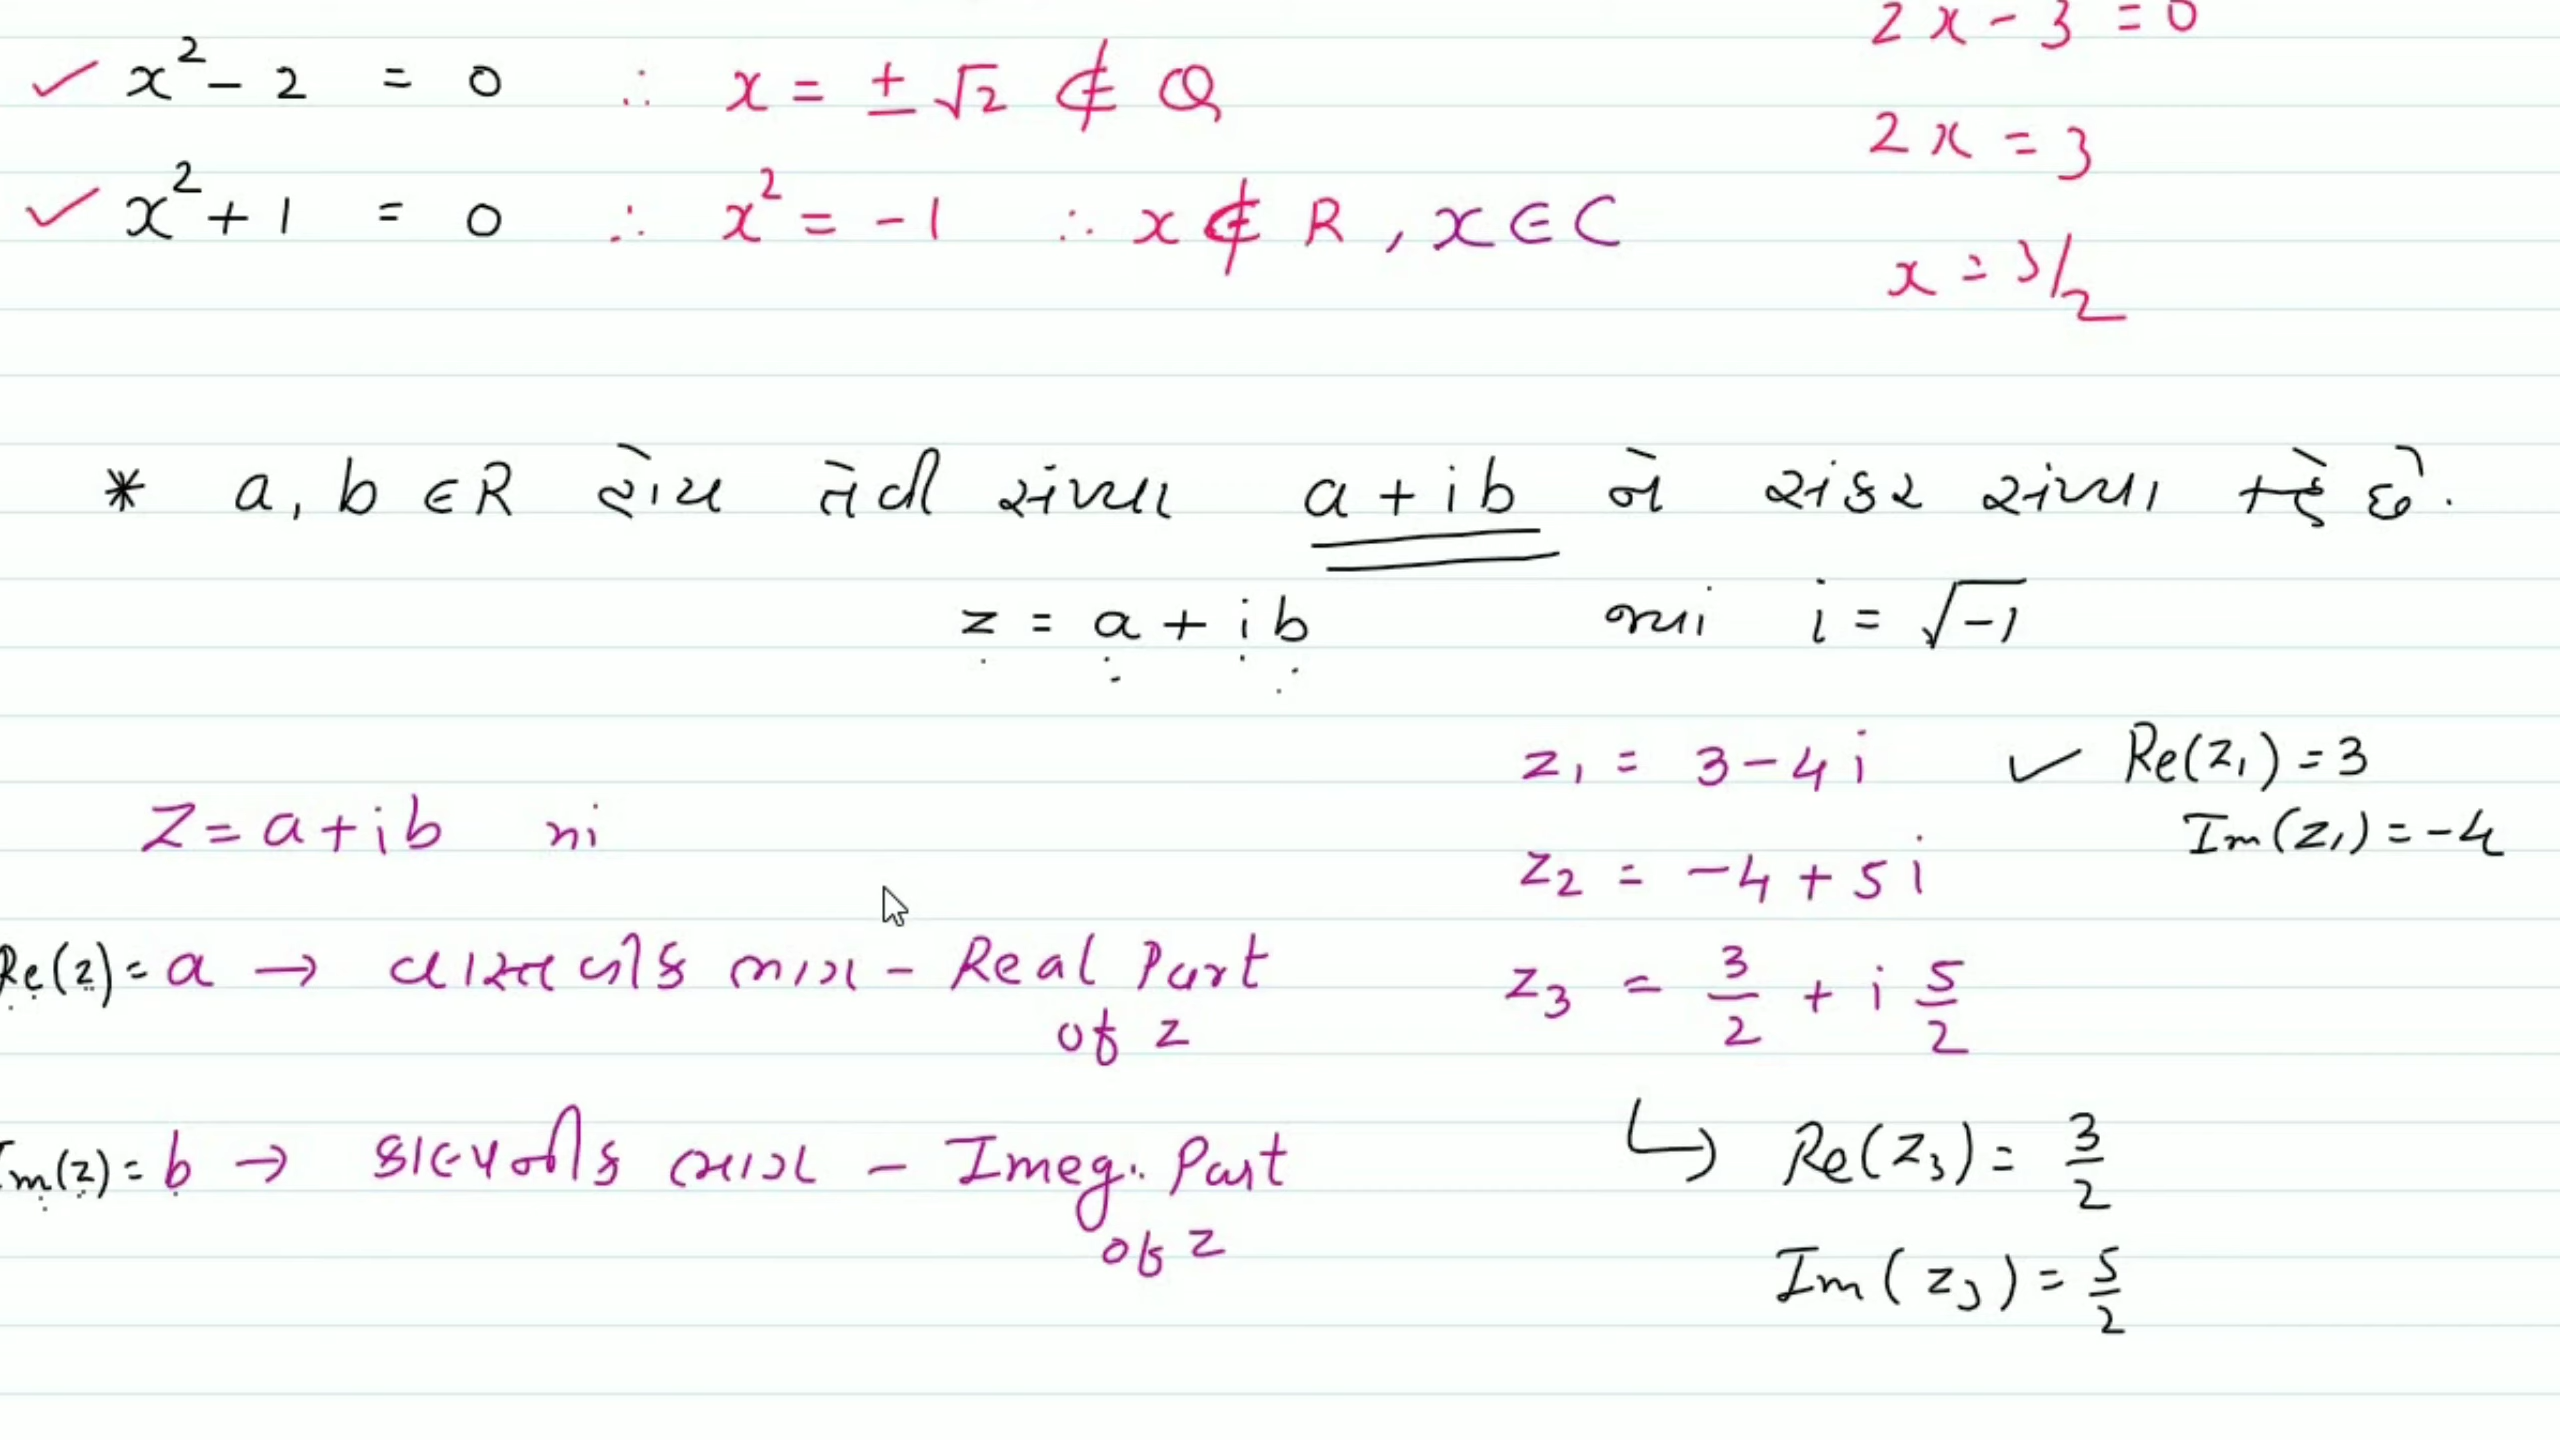 2x - 3 = 0
✓ x² - 2 = 0 ∴ x = ± √2 ∉ Q
2x = 3
✓ x² + 1 = 0 ∴ x² = -1 ∴ x ∉ R, x ∈ C
x = 3/2
* a, b ∈ R હોય તેવી સંખ્યા a + ib ને સંકર સંખ્યા કહે છે.
z = a + ib જ્યાં i = √-1
z₁ = 3 - 4i ✓ Re(z₁) = 3
Im(z₁) = -4
Z = a + ib માં
z₂ = -4 + 5i
Re(z) = a → વાસ્તવીક ભાગ - Real Part
of z
z₃ = 3/2 + i 5/2
Im(z) = b → કાલ્પનીક ભાગ - Imeg. Part
of z
↳ Re(z₃) = 3/2
Im(z₃) = 5/2